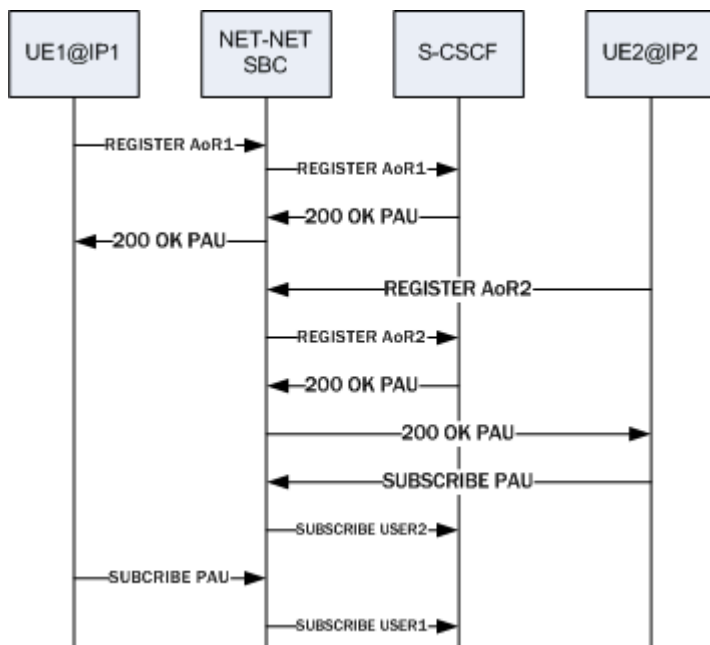 UE1@IP1
NET-NET
SBC
S-CSCF
UE2@IP2
REGISTER AoR1
REGISTER AoR1
200 OK PAU
200 OK PAU
REGISTER AoR2
REGISTER AoR2
200 OK PAU
200 OK PAU
SUBSCRIBE PAU
SUBSCRIBE USER2
SUBCRIBE PAU
SUBSCRIBE USER1